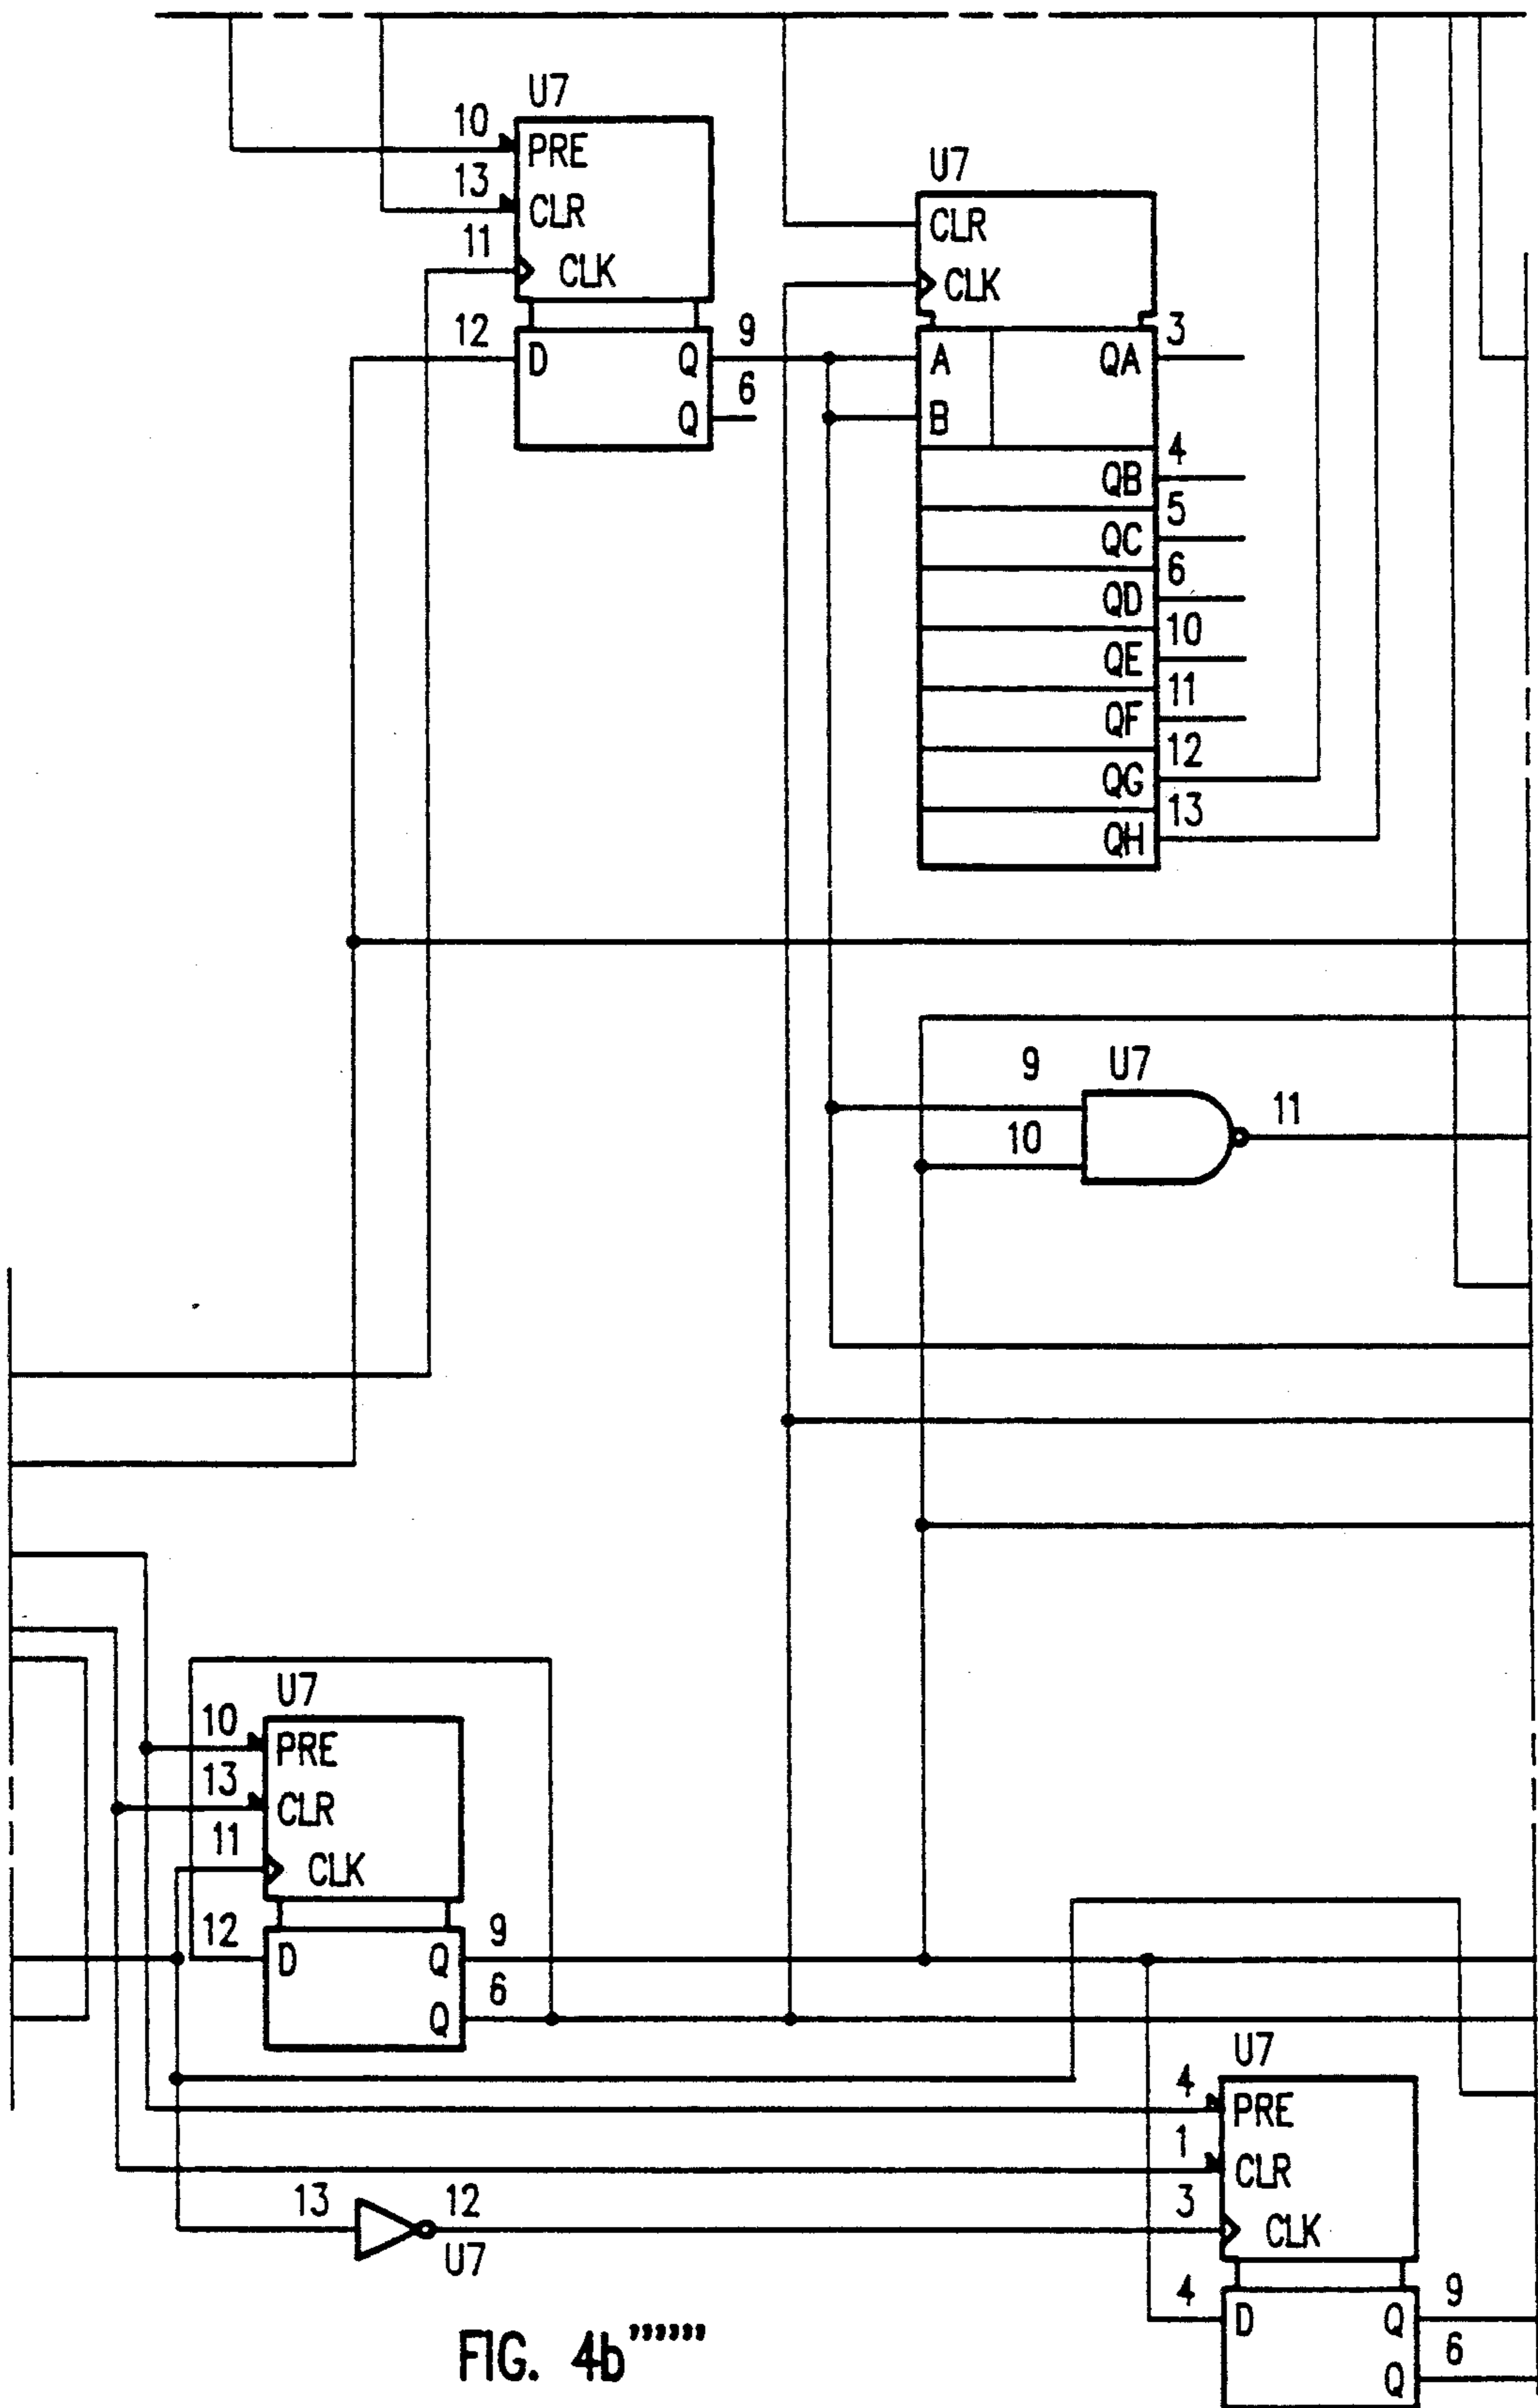 U7
10 PRE
13 CLR
11 CLK
12 D Q 9
Q 6
U7
CLR
CLK
A QA 3
B
QB 4
QC 5
QD 6
QE 10
QF 11
QG 12
QH 13
9 U7 11
10
U7
10 PRE
13 CLR
11 CLK
12 D Q 9
Q 6
U7
4 PRE
1 CLR
3 CLK
4 D Q 9
Q 6
13 12
U7
FIG. 4b""""""